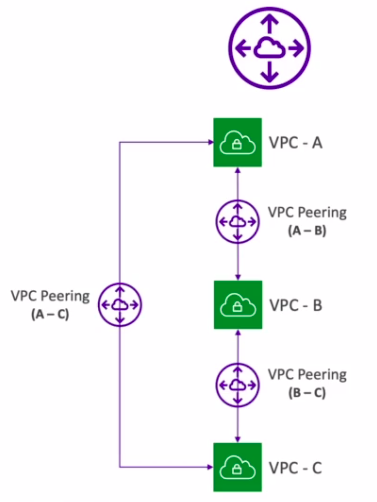 VPC - A
VPC Peering
(A – B)
VPC Peering
(A – C)
VPC - B
VPC Peering
(B – C)
VPC - C